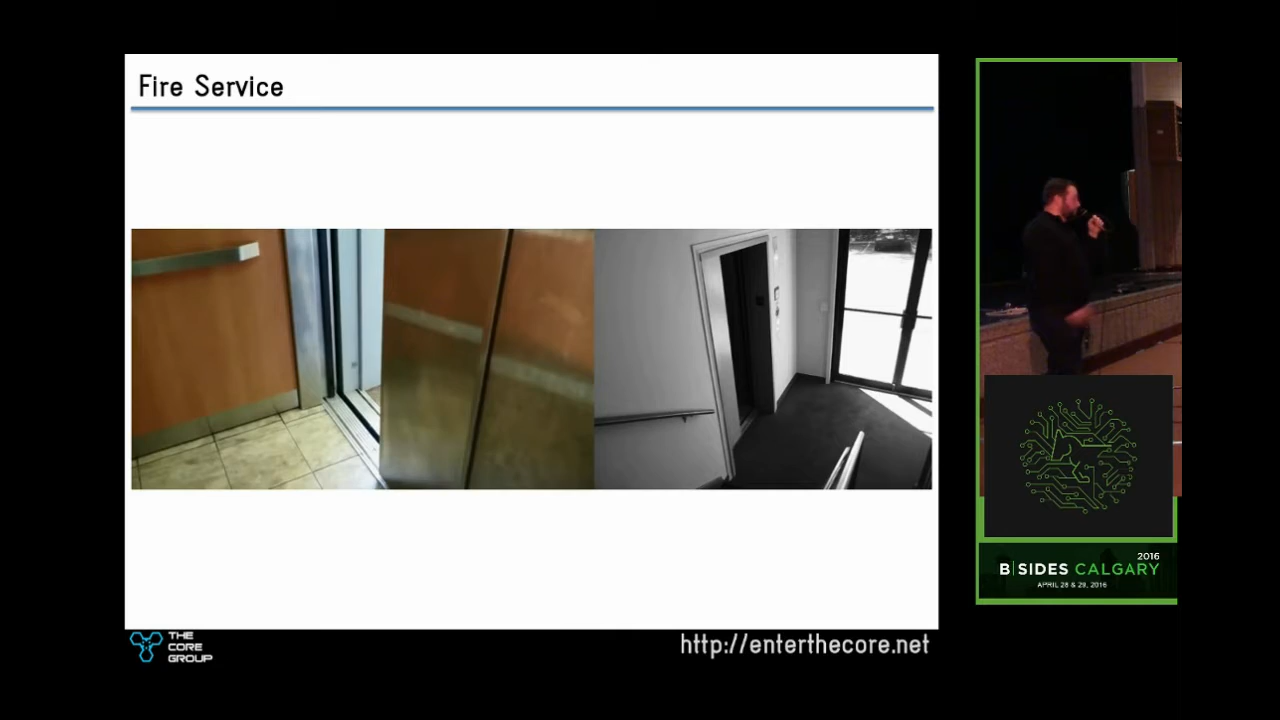 Fire Service
THE
CORE
GROUP
http://enterthecore.net
2016
B|SIDES CALGARY
APRIL 28 & 29, 2016